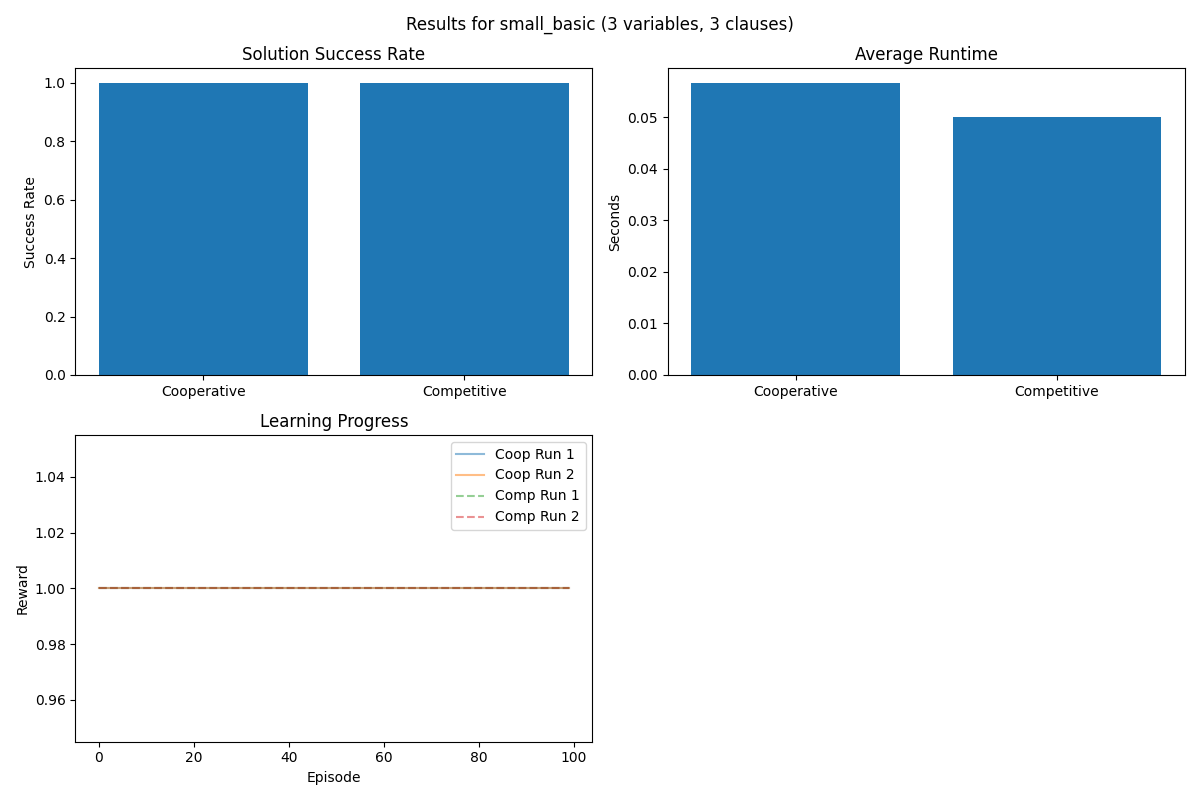 Results for small_basic (3 variables, 3 clauses)
Solution Success Rate
Success Rate
1.0
0.8
0.6
0.4
0.2
0.0
Cooperative Competitive
Average Runtime
Seconds
0.05
0.04
0.03
0.02
0.01
0.00
Cooperative Competitive
Learning Progress
Reward
1.04
1.02
1.00
0.98
0.96
Coop Run 1
Coop Run 2
Comp Run 1
Comp Run 2
0 20 40 60 80 100
Episode